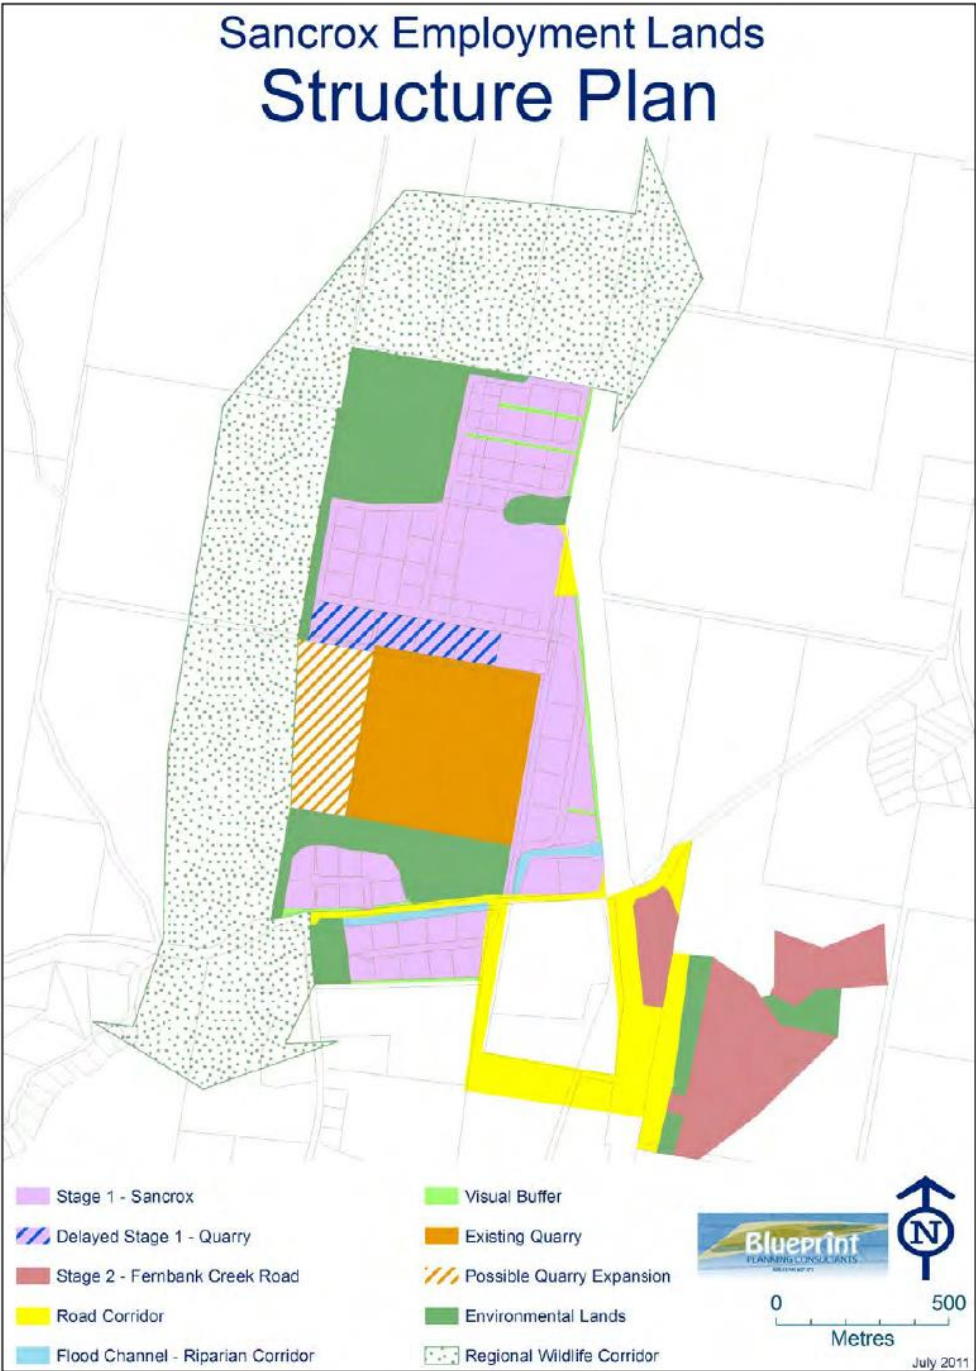 Sancrox Employment Lands
Structure Plan
Stage 1 - Sancrox
Delayed Stage 1 - Quarry
Stage 2 - Fernbank Creek Road
Road Corridor
Flood Channel - Riparian Corridor
Visual Buffer
Existing Quarry
Possible Quarry Expansion
Environmental Lands
Regional Wildlife Corridor
Blueprint
PLANNING CONSULTANTS
N
0 500
Metres
July 2011